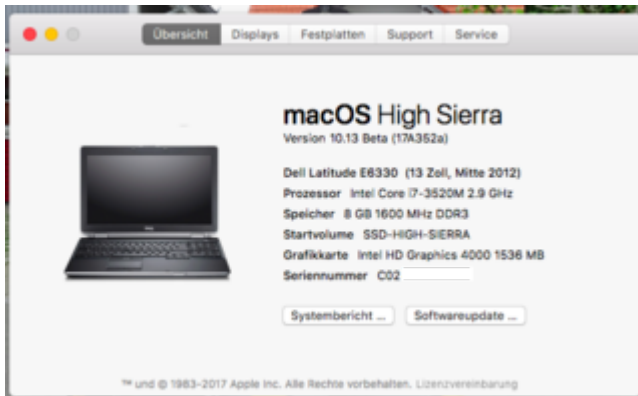 Übersicht Displays Festplatten Support Service
macOS High Sierra
Version 10.13 Beta (17A352a)
Dell Latitude E6330 (13 Zoll, Mitte 2012)
Prozessor Intel Core i7-3520M 2.9 GHz
Speicher 8 GB 1600 MHz DDR3
Startvolume SSD-HIGH-SIERRA
Grafikkarte Intel HD Graphics 4000 1536 MB
Seriennummer C02
Systembericht ... Softwareupdate ...
™ und © 1983-2017 Apple Inc. Alle Rechte vorbehalten. Lizenzvereinbarung